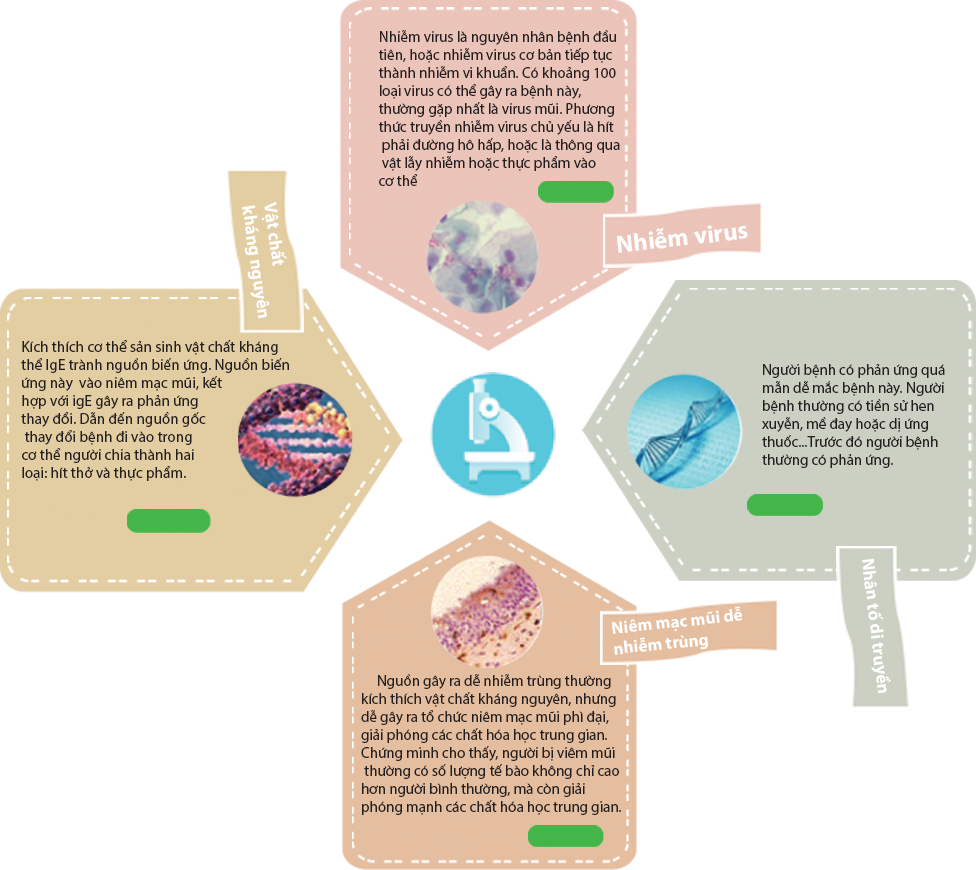 Nhiễm virus là nguyên nhân bệnh đầu
tiên, hoặc nhiễm virus cơ bản tiếp tục
thành nhiễm vi khuẩn. Có khoảng 100
loại virus có thể gây ra bệnh này,
thường gặp nhất là virus mũi. Phương
thức truyền nhiễm virus chủ yếu là hít
phải đường hô hấp, hoặc là thông qua
vật lẫy nhiễm hoặc thực phẩm vào
cơ thể
Nhiễm virus
Vật chất
kháng nguyên
Kích thích cơ thể sản sinh vật chất kháng
thể IgE trành nguồn biến ứng. Nguồn biến
ứng này vào niêm mạc mũi, kết
hợp với igE gây ra phản ứng
thay đổi. Dẫn đến nguồn gốc
thay đổi bệnh đi vào trong
cơ thể người chia thành hai
loại: hít thở và thực phẩm.
Người bệnh có phản ứng quá
mẫn dễ mắc bệnh này. Người
bệnh thường có tiền sử hen
xuyễn, mề đay hoặc dị ứng
thuốc...Trước đó người bệnh
thường có phản ứng.
Nhận tố di truyền
Niêm mạc mũi dễ
nhiễm trùng
Nguồn gây ra dễ nhiễm trùng thường
kích thích vật chất kháng nguyên, nhưng
dễ gây ra tổ chức niêm mạc mũi phì đại,
giải phóng các chất hóa học trung gian.
Chứng minh cho thấy, người bị viêm mũi
thường có số lượng tế bào không chỉ cao
hơn người bình thường, mà còn giải
phóng mạnh các chất hóa học trung gian.